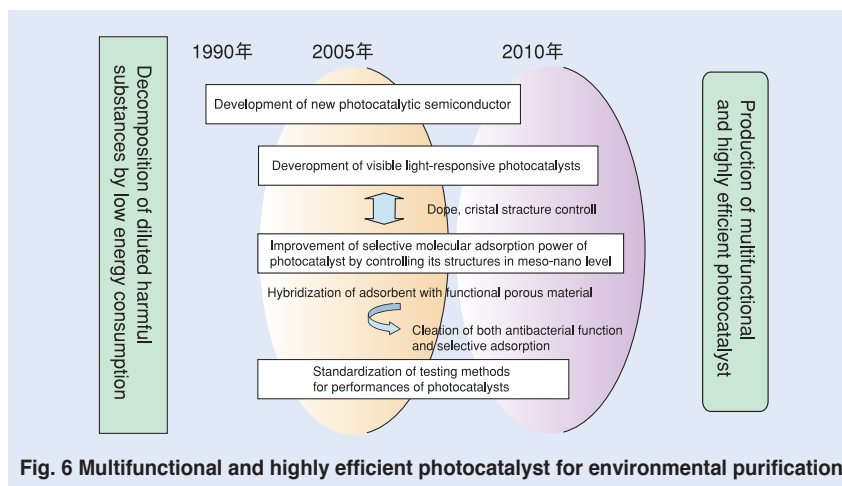 1990年
2005年
2010年
Decomposition of diluted harmful
substances by low energy consumption
Development of new photocatalytic semiconductor
Deveropment of visible light-responsive photocatalysts
Dope, cristal stracture controll
Improvement of selective molecular adsorption power of
photocatalyst by controlling its structures in meso-nano level
Hybridization of adsorbent with functional porous material
Cleation of both antibacterial function
and selective adsorption
Standardization of testing methods
for performances of photocatalysts
Production of multifunctional
and highly efficient photocatalyst
Fig. 6 Multifunctional and highly efficient photocatalyst for environmental purification